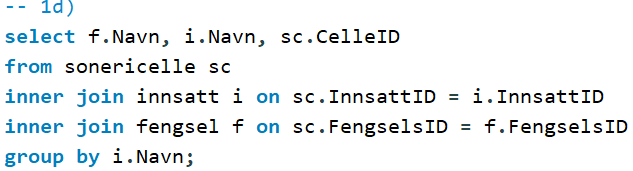 -- 1d)
select f.Navn, i.Navn, sc.CelleID
from sonericelle sc
inner join innsatt i on sc.InnsattID = i.InnsattID
inner join fengsel f on sc.FengselsID = f.FengselsID
group by i.Navn;